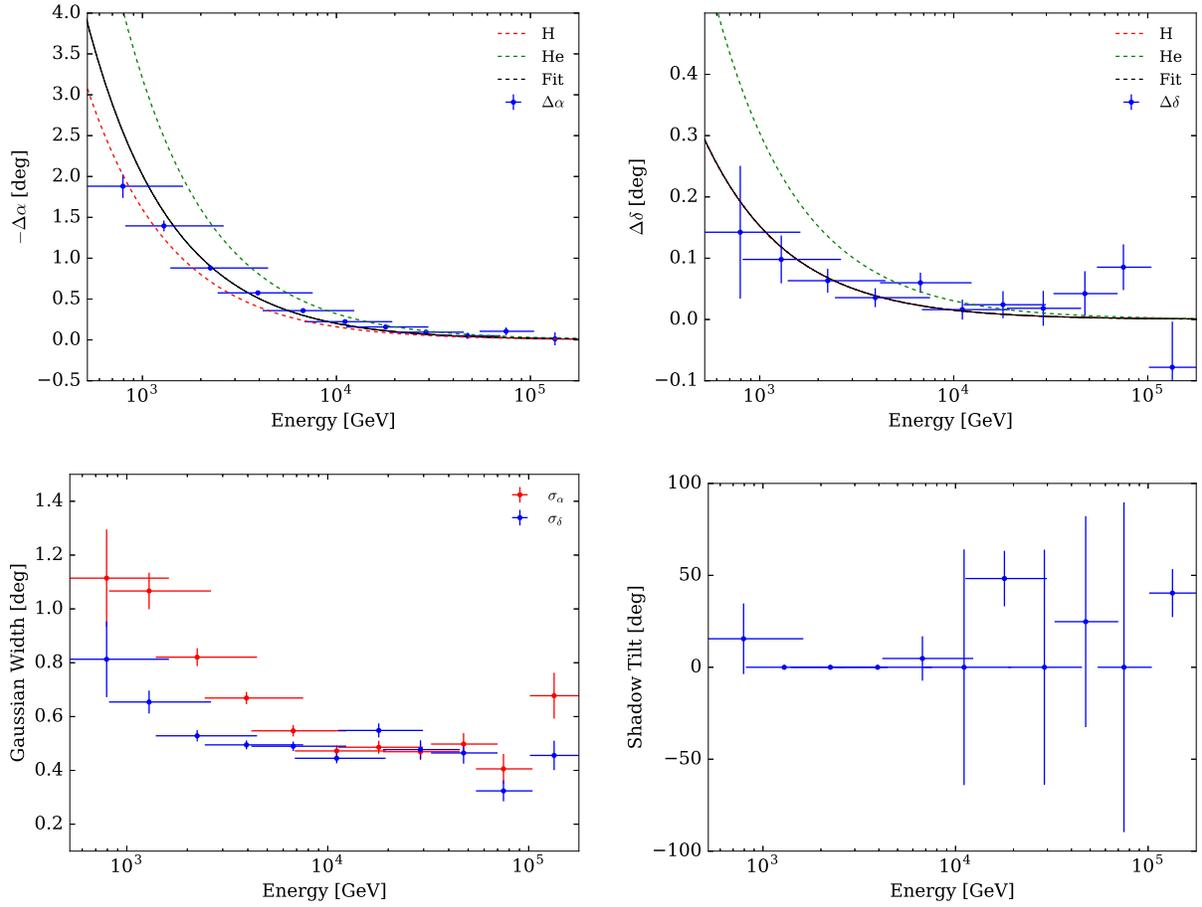 4.0
3.5
3.0
2.5
2.0
1.5
1.0
0.5
0.0
−0.5
−Δα [deg]
10³ 10⁴ 10⁵
Energy [GeV]
H
He
Fit
Δα
0.4
0.3
0.2
0.1
0.0
−0.1
Δδ [deg]
10³ 10⁴ 10⁵
Energy [GeV]
H
He
Fit
Δδ
1.4
1.2
1.0
0.8
0.6
0.4
0.2
Gaussian Width [deg]
10³ 10⁴ 10⁵
Energy [GeV]
σα
σδ
100
50
0
−50
−100
Shadow Tilt [deg]
10³ 10⁴ 10⁵
Energy [GeV]